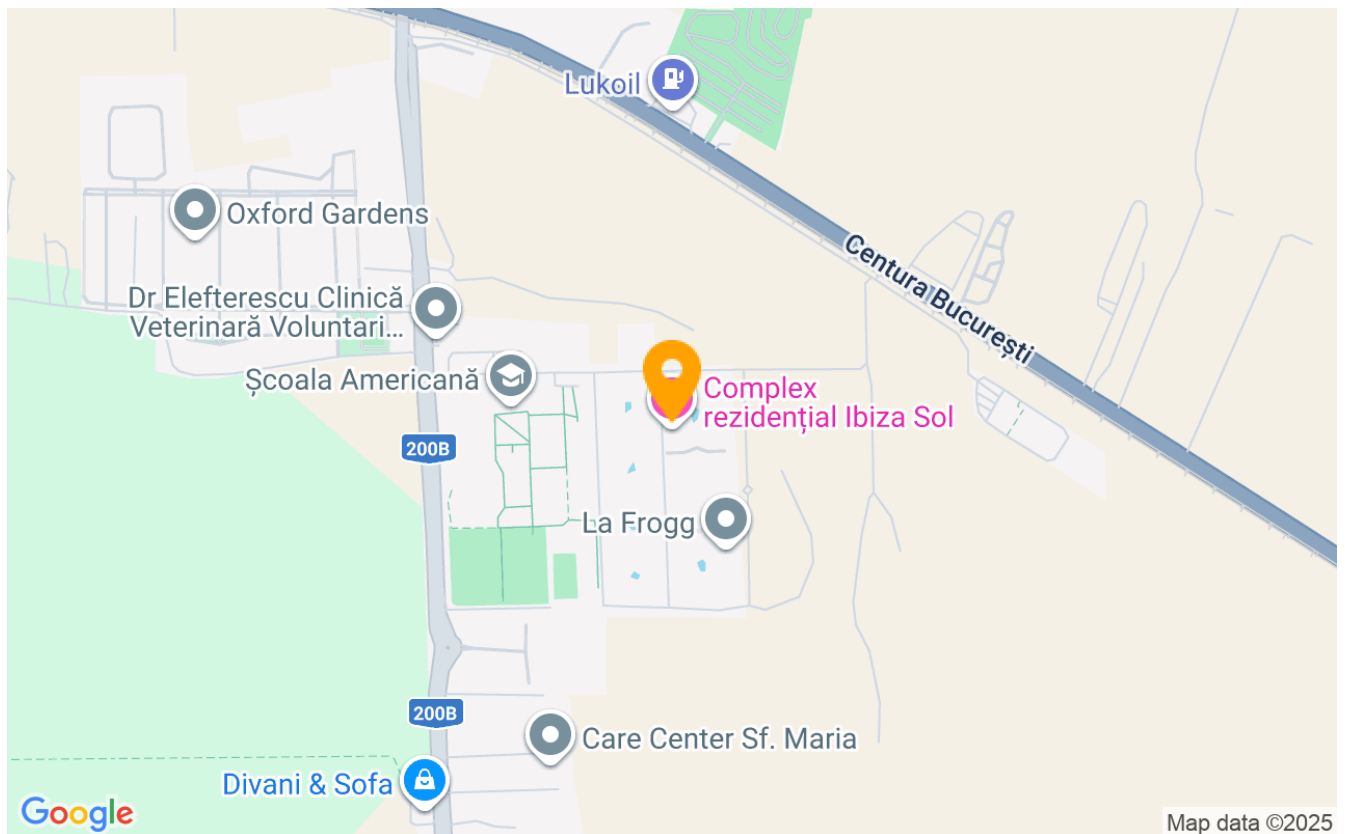 Lukoil
Oxford Gardens
Centura București
Dr Elefterescu Clinică
Veterinară Voluntari...
Școala Americană
Complex
rezidențial Ibiza Sol
200B
La Frogg
200B
Care Center Sf. Maria
Divani & Sofa
Google
Map data ©2025